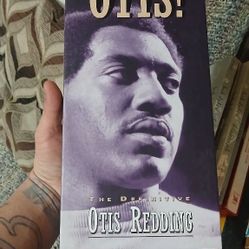 OTIS!
THE DEFINITIVE
OTIS REDDING